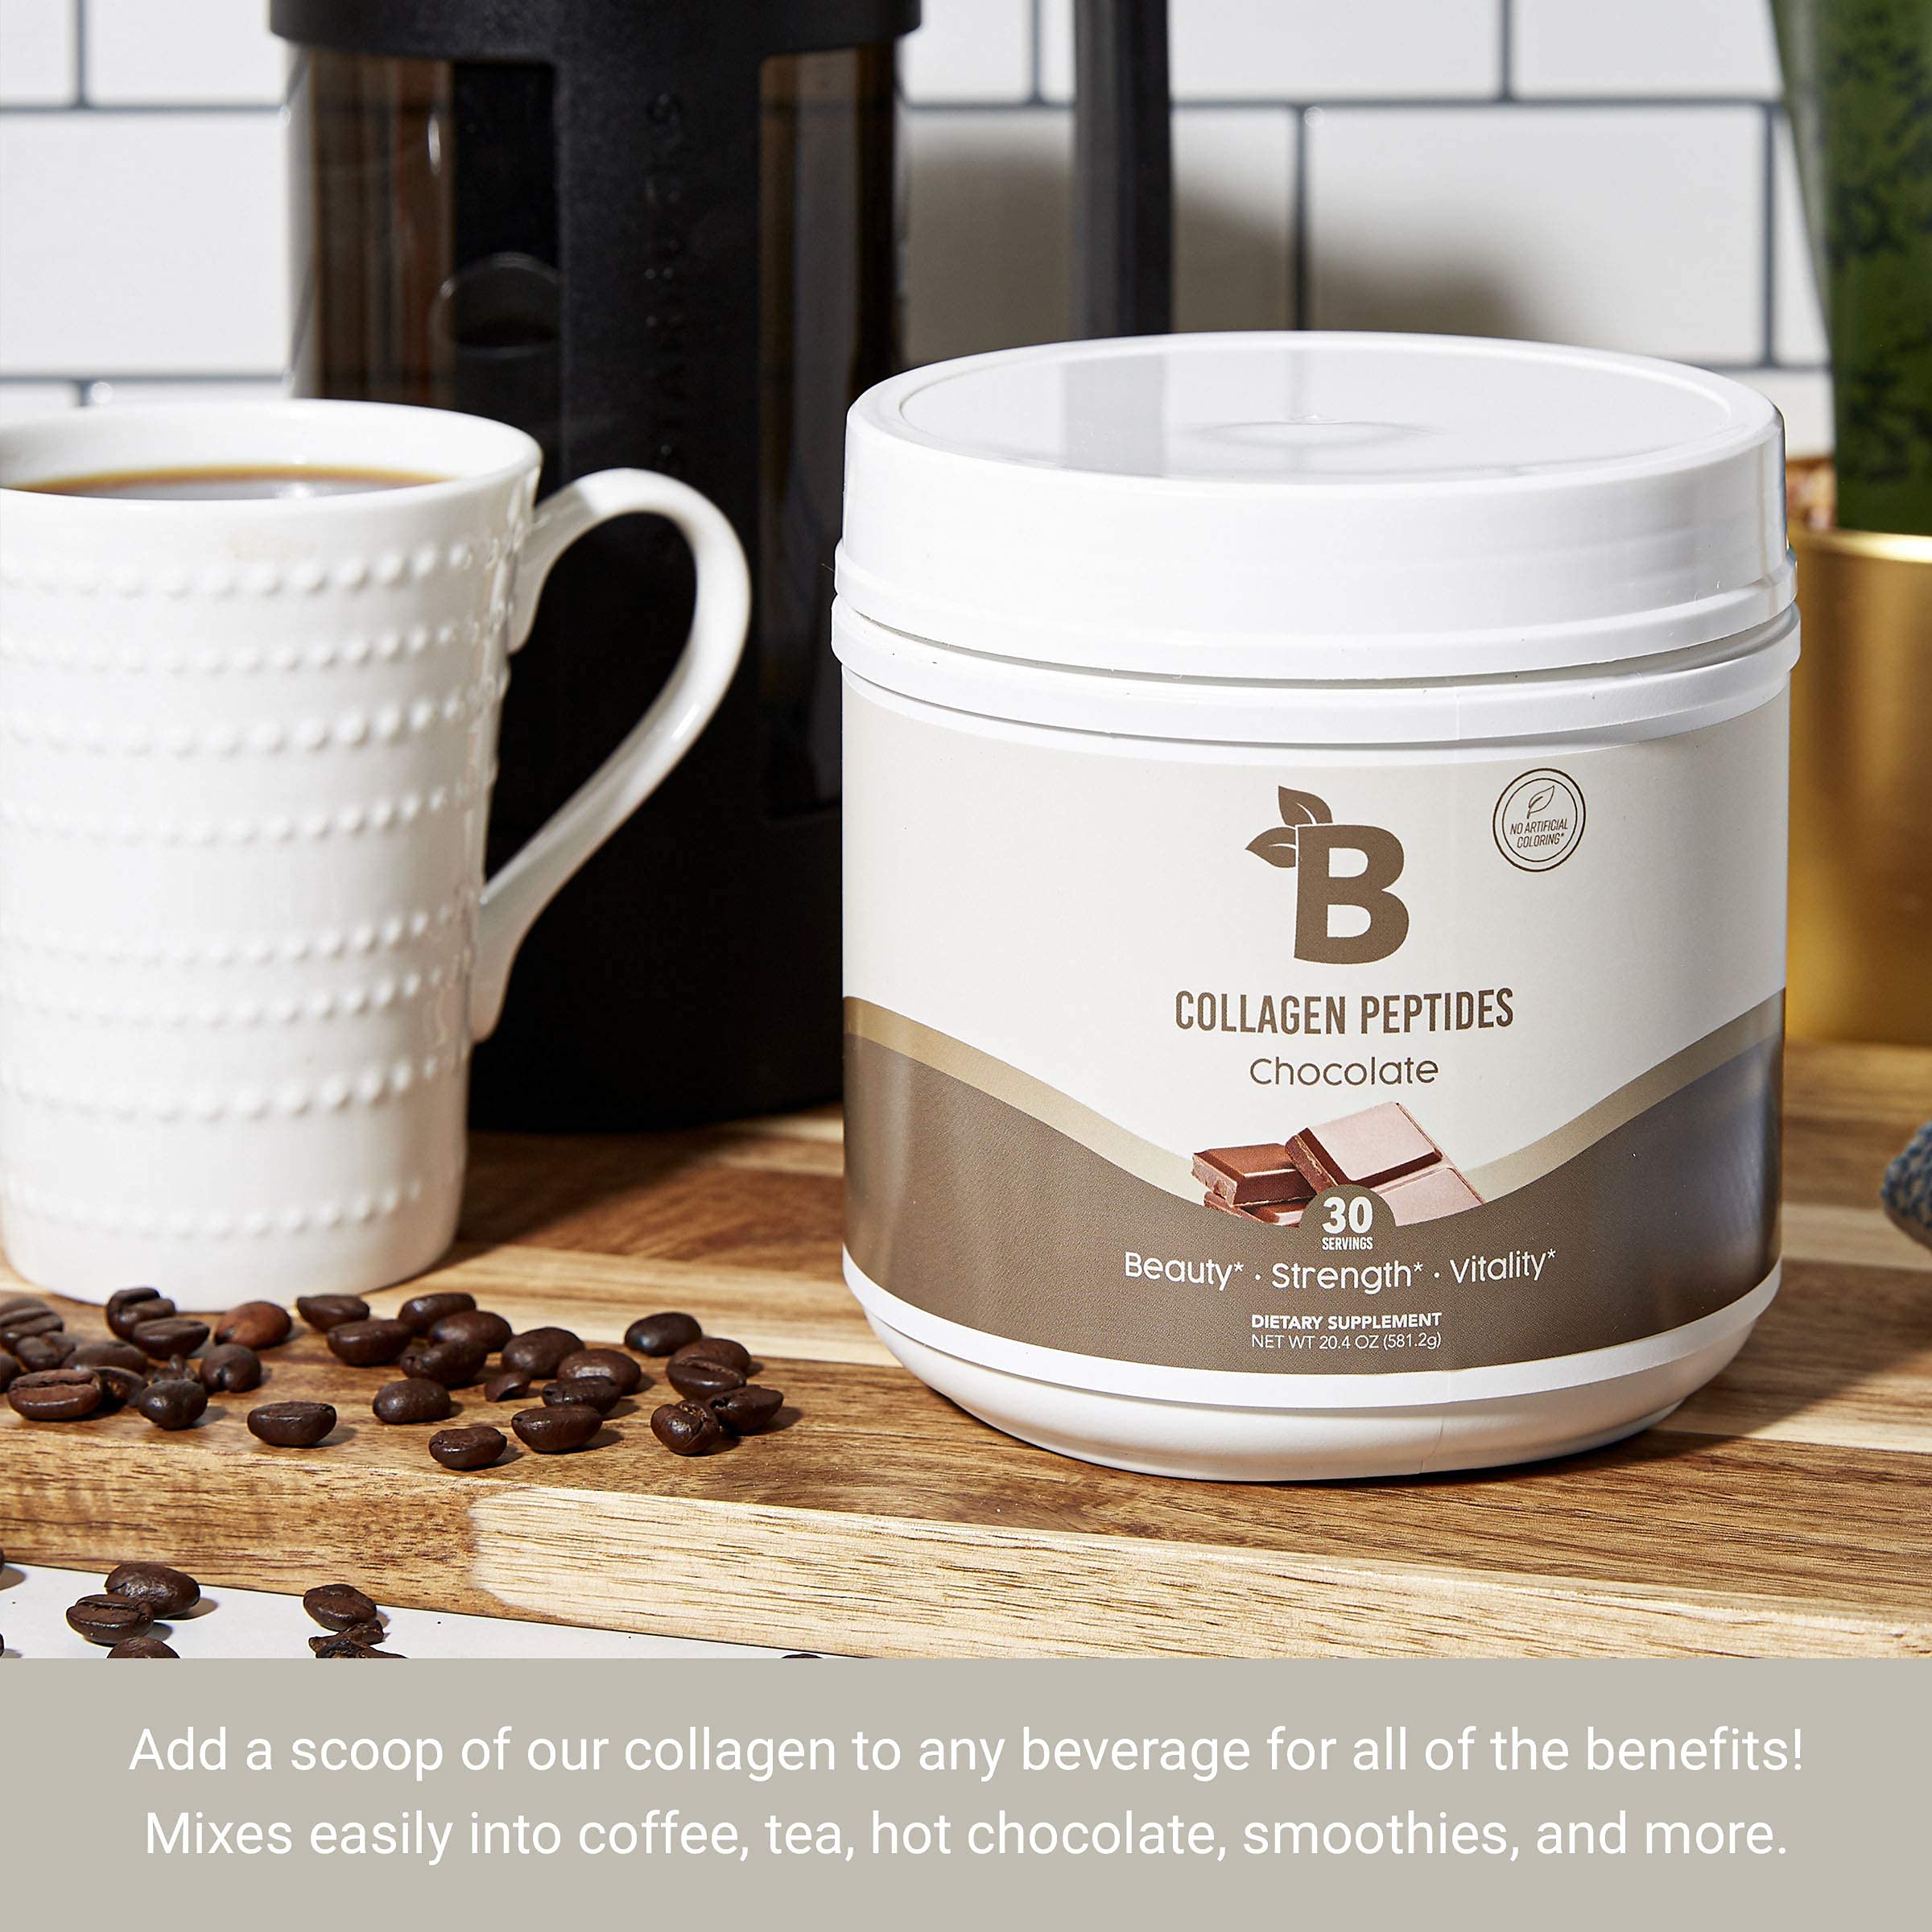 B
NO ARTIFICIAL
COLORING*
COLLAGEN PEPTIDES
Chocolate
30
SERVINGS
Beauty* · Strength* · Vitality*
DIETARY SUPPLEMENT
NET WT 20.4 OZ (581.2g)
Add a scoop of our collagen to any beverage for all of the benefits!
Mixes easily into coffee, tea, hot chocolate, smoothies, and more.